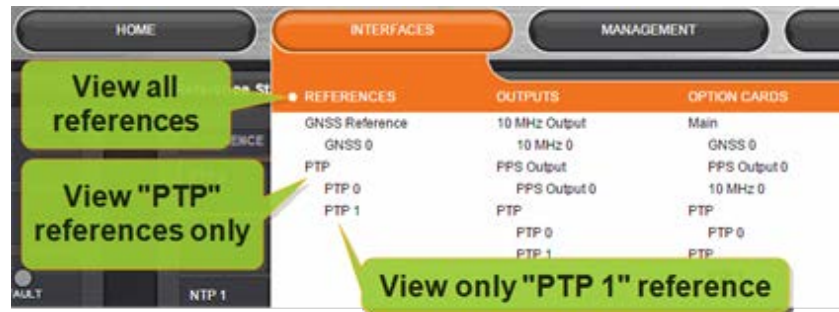 HOME
INTERFACES
MANAGEMENT
View all
references
REFERENCES
OUTPUTS
OPTION CARDS
GNSS Reference
10 MHz Output
Main
GNSS 0
10 MHz 0
GNSS 0
PTP
PPS Output
PPS Output 0
PTP 0
PPS Output 0
10 MHz 0
PTP 1
PTP
PTP
PTP 0
PTP 0
PTP 1
PTP
View "PTP"
references only
View only "PTP 1" reference
NTP 1